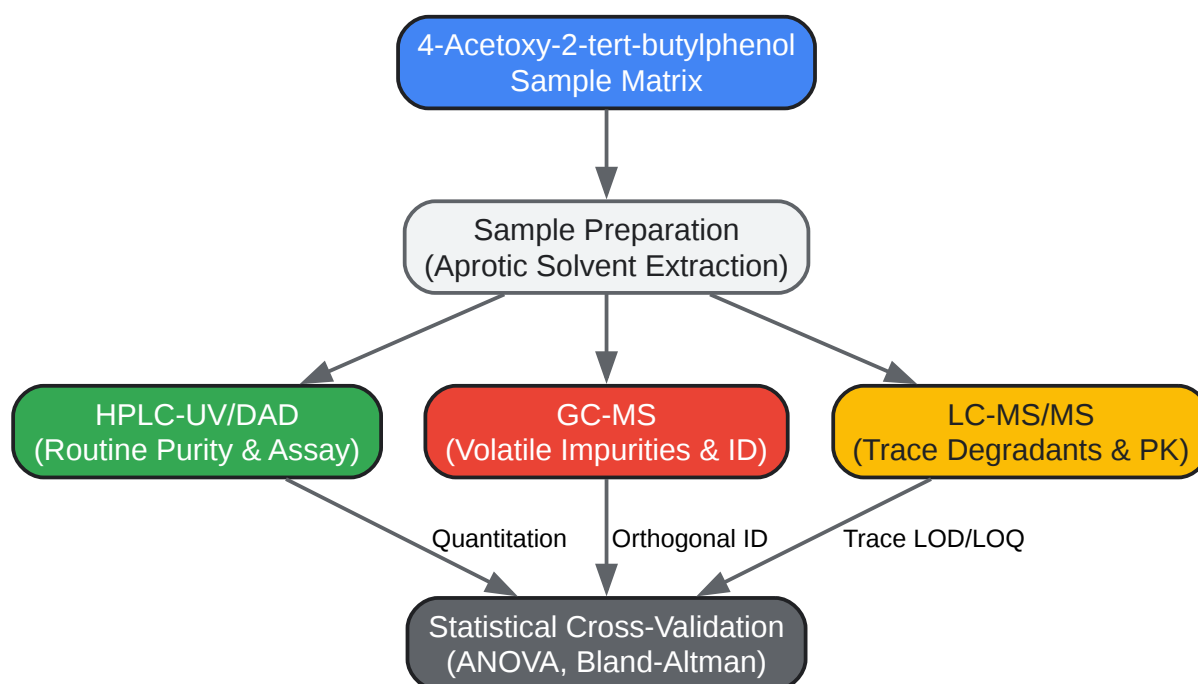 4-Acetoxy-2-tert-butylphenol
Sample Matrix
Sample Preparation
(Aprotic Solvent Extraction)
HPLC-UV/DAD
(Routine Purity & Assay)
GC-MS
(Volatile Impurities & ID)
LC-MS/MS
(Trace Degradants & PK)
Quantitation
Orthogonal ID
Trace LOD/LOQ
Statistical Cross-Validation
(ANOVA, Bland-Altman)